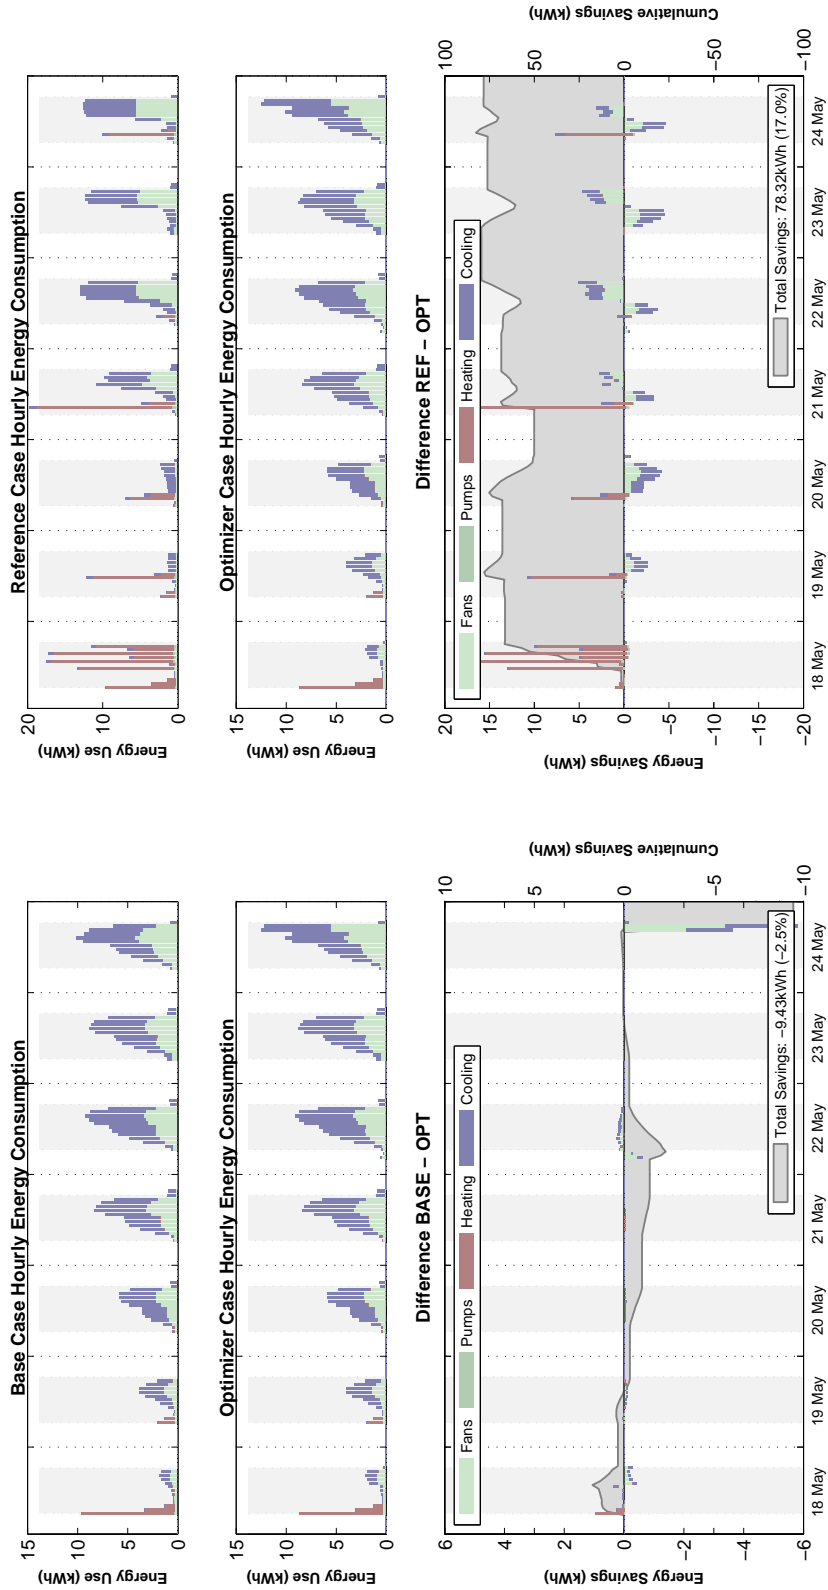 Base Case Hourly Energy Consumption
Energy Use (kWh)
15
10
5
0
Optimizer Case Hourly Energy Consumption
Energy Use (kWh)
15
10
5
0
Difference BASE − OPT
Fans Pumps Heating Cooling
Energy Savings (kWh)
6
4
2
0
−2
−4
−6
Cumulative Savings (kWh)
10
5
0
−5
−10
Total Savings: −9.43kWh (−2.5%)
18 May 19 May 20 May 21 May 22 May 23 May 24 May
Reference Case Hourly Energy Consumption
Energy Use (kWh)
20
10
0
Optimizer Case Hourly Energy Consumption
Energy Use (kWh)
15
10
5
0
Difference REF − OPT
Fans Pumps Heating Cooling
Energy Savings (kWh)
20
15
10
5
0
−5
−10
−15
−20
Cumulative Savings (kWh)
100
50
0
−50
−100
Total Savings: 78.32kWh (17.0%)
18 May 19 May 20 May 21 May 22 May 23 May 24 May